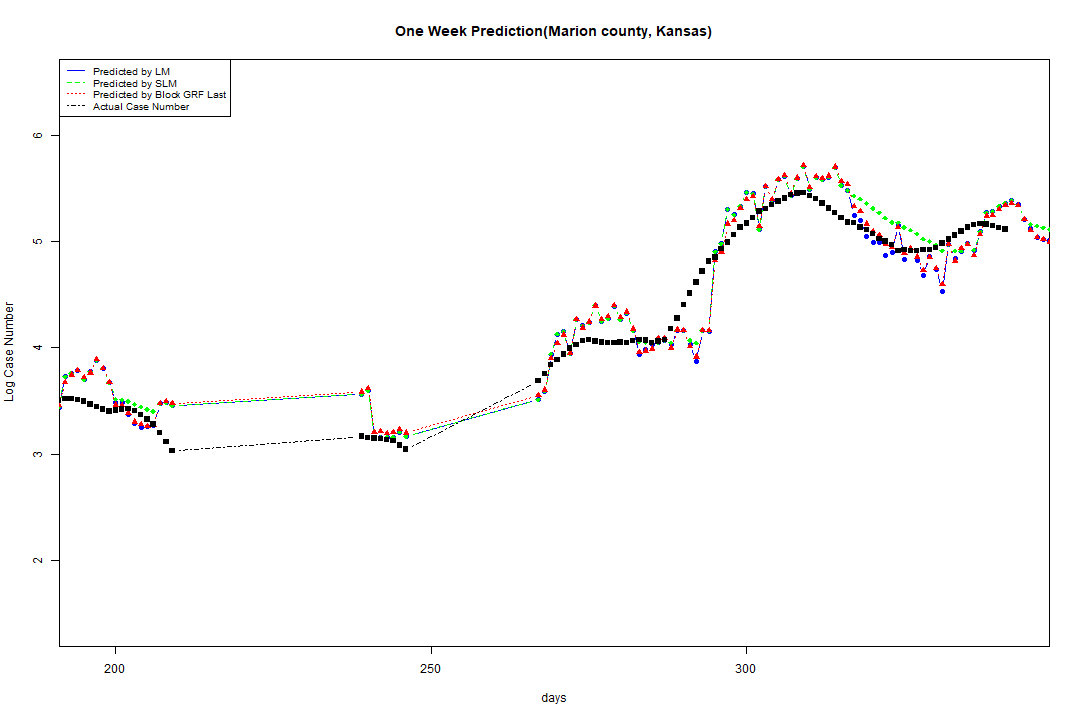 One Week Prediction(Marion county, Kansas)
Predicted by LM
Predicted by SLM
Predicted by Block GRF Last
Actual Case Number
6
5
4
3
2
Log Case Number
200
250
300
days